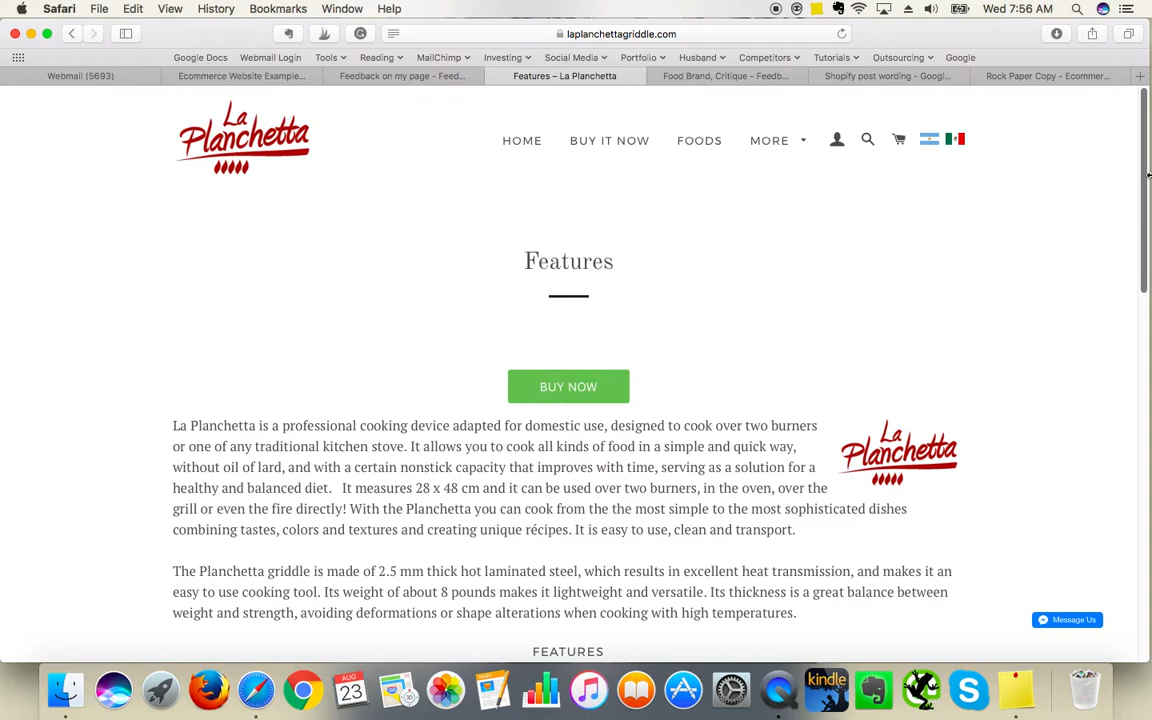 Safari File Edit View History Bookmarks Window Help Wed 7:56 AM
laplanchettagriddle.com
Google Docs Webmail Login Tools Reading MailChimp Investing Social Media Portfolio Husband Competitors Tutorials Outsourcing Google
Webmail (5693) Ecommerce Website Example... Feedback on my page - Feed... Features – La Planchetta Food Brand, Critique - Feedb... Shopify post wording - Googl... Rock Paper Copy - Ecommer...
La Planchetta
HOME BUY IT NOW FOODS MORE
Features
BUY NOW
La Planchetta is a professional cooking device adapted for domestic use, designed to cook over two burners
or one of any traditional kitchen stove. It allows you to cook all kinds of food in a simple and quick way,
without oil of lard, and with a certain nonstick capacity that improves with time, serving as a solution for a
healthy and balanced diet. It measures 28 x 48 cm and it can be used over two burners, in the oven, over the
grill or even the fire directly! With the Planchetta you can cook from the the most simple to the most sophisticated dishes
combining tastes, colors and textures and creating unique récipes. It is easy to use, clean and transport.
La Planchetta
The Planchetta griddle is made of 2.5 mm thick hot laminated steel, which results in excellent heat transmission, and makes it an
easy to use cooking tool. Its weight of about 8 pounds makes it lightweight and versatile. Its thickness is a great balance between
weight and strength, avoiding deformations or shape alterations when cooking with high temperatures.
Message Us
FEATURES
AUG
23
kindle